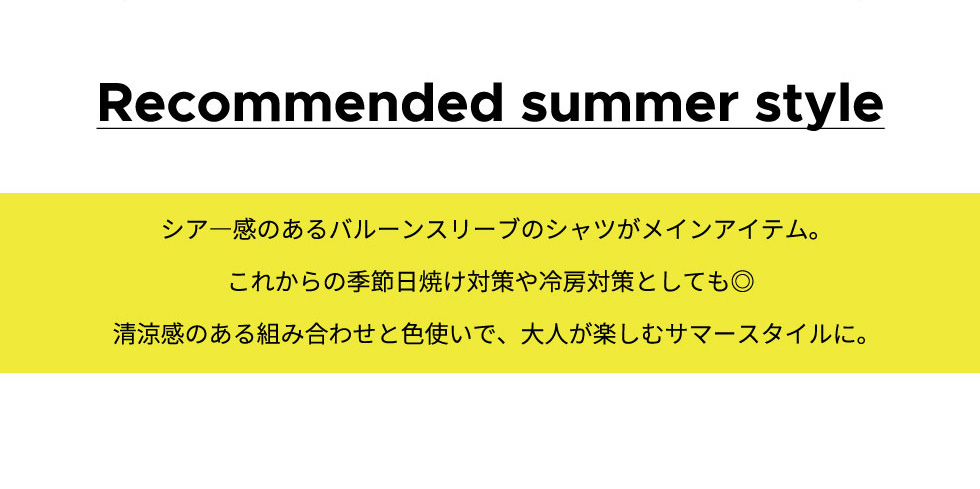 Recommended summer style
シア―感のあるバルーンスリーブのシャツがメインアイテム。
これからの季節日焼け対策や冷房対策としても◎
清涼感のある組み合わせと色使いで、大人が楽しむサマースタイルに。